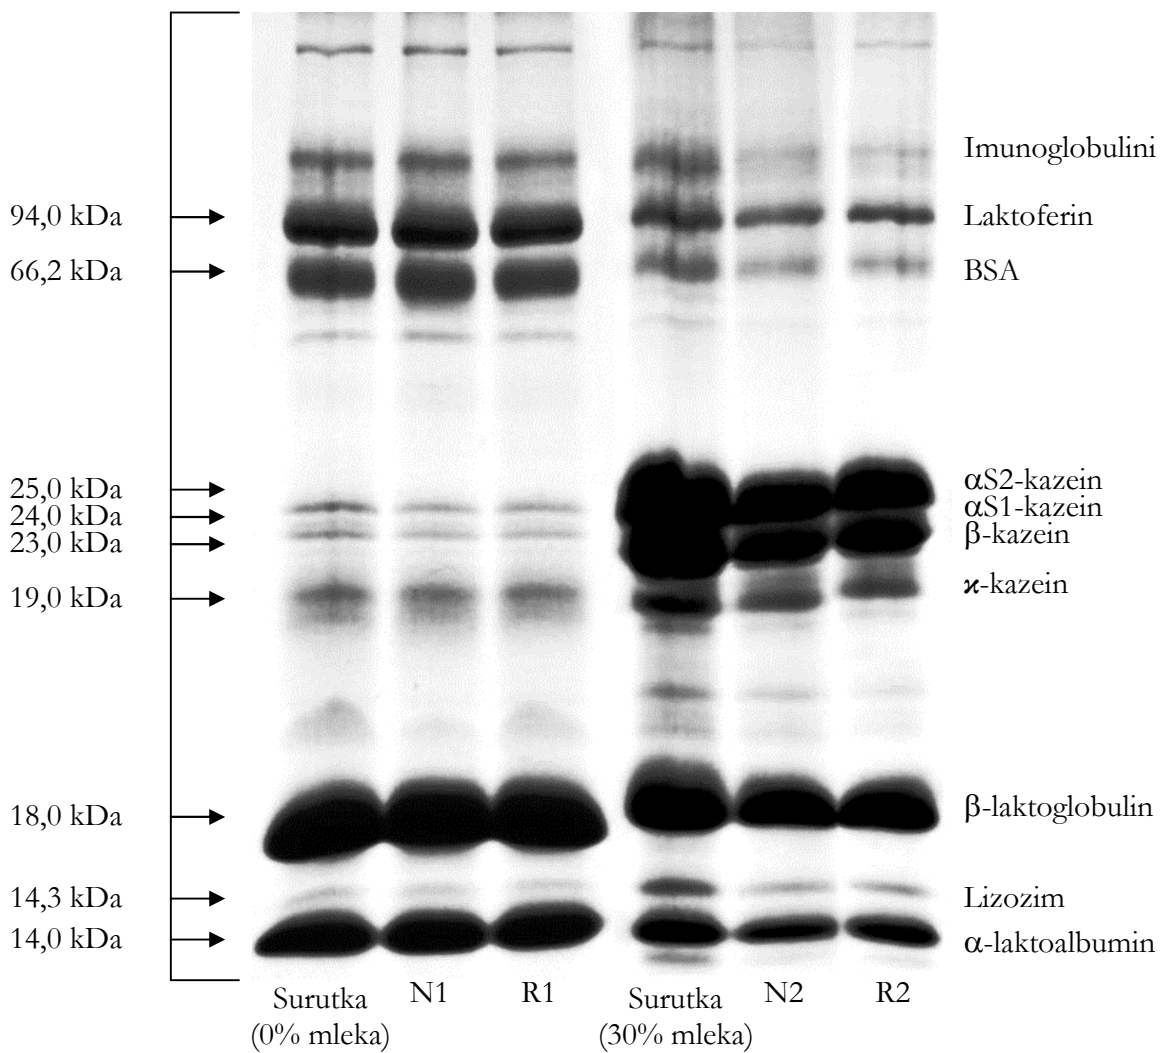 Imunoglobulini
94,0 kDa
Laktoferin
66,2 kDa
BSA
25,0 kDa
αS2-kazein
24,0 kDa
αS1-kazein
23,0 kDa
β-kazein
19,0 kDa
ϰ-kazein
18,0 kDa
β-laktoglobulin
14,3 kDa
Lizozim
14,0 kDa
α-laktoalbumin
Surutka
(0% mleka)
N1
R1
Surutka
(30% mleka)
N2
R2